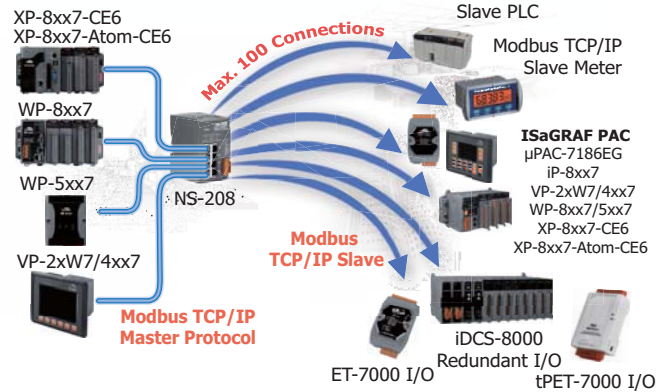 XP-8xx7-CE6
XP-8xx7-Atom-CE6
WP-8xx7
WP-5xx7
VP-2xW7/4xx7
Modbus TCP/IP
Master Protocol
NS-208
Max. 100 Connections
Modbus
TCP/IP Slave
Slave PLC
Modbus TCP/IP
Slave Meter
ISaGRAF PAC
µPAC-7186EG
iP-8xx7
VP-2xW7/4xx7
WP-8xx7/5xx7
XP-8xx7-CE6
XP-8xx7-Atom-CE6
iDCS-8000
Redundant I/O
ET-7000 I/O
tPET-7000 I/O